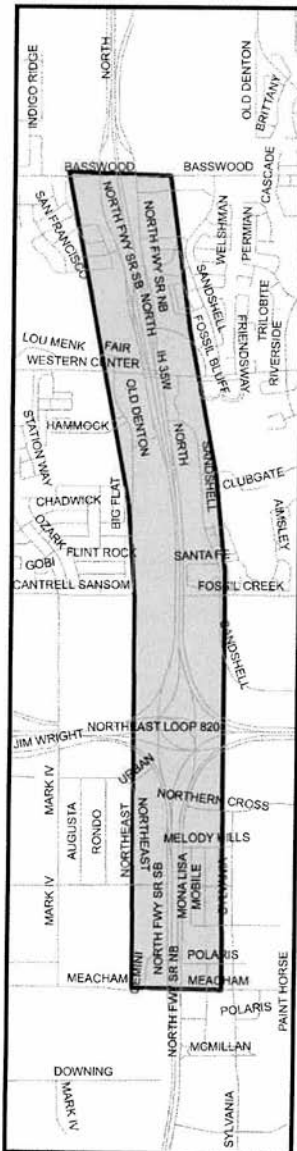 INDIGO RIDGE
NORTH
OLD DENTON
BRITTANY
CASCADE
BASSWOOD
BASSWOOD
SAN FRANCISCO
NORTH FWY SR SB
NORTH FWY SR NB
NORTH
IH 35W
WELSHMAN
PERMIAN
SANDSHELL
FOSSIL BLUFF
FRIENDSWAY
TRILOBITE
RIVERSIDE
LOU MENK
FAIR
WESTERN CENTER
OLD DENTON
HAMMOCK
STATION WAY
NORTH
SANDSHELL
CLUBGATE
CHADWICK
BIG FLAT
AIMSLEY
OZARK
FLINT ROCK
SANTA FE
GOBI
CANTRELL SANSOM
FOSSIL CREEK
SANDSHELL
NORTHEAST LOOP 820
JIM WRIGHT
URBAN
MARK IV
NORTHERN CROSS
AUGUSTA
RONDO
NORTHEAST
NORTHEAST
MELODY HILLS
MONA LISA
MOBILE
SYLVANIA
MARK IV
NORTH FWY SR SB
NORTH FWY SR NB
POLARIS
GEMINI
MEACHAM
MEACHAM
POLARIS
PAINT HORSE
MCMILLAN
DOWNING
MARK IV
SYLVANIA